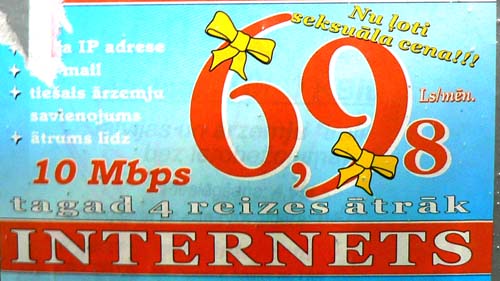 Nu ļoti
seksuāla cena!!!
IP adrese
mail
tiešais ārzemju
savienojums
ātrums līdz
10 Mbps
6,98
Ls/mēn.
tagad 4 reizes ātrāk
INTERNETS